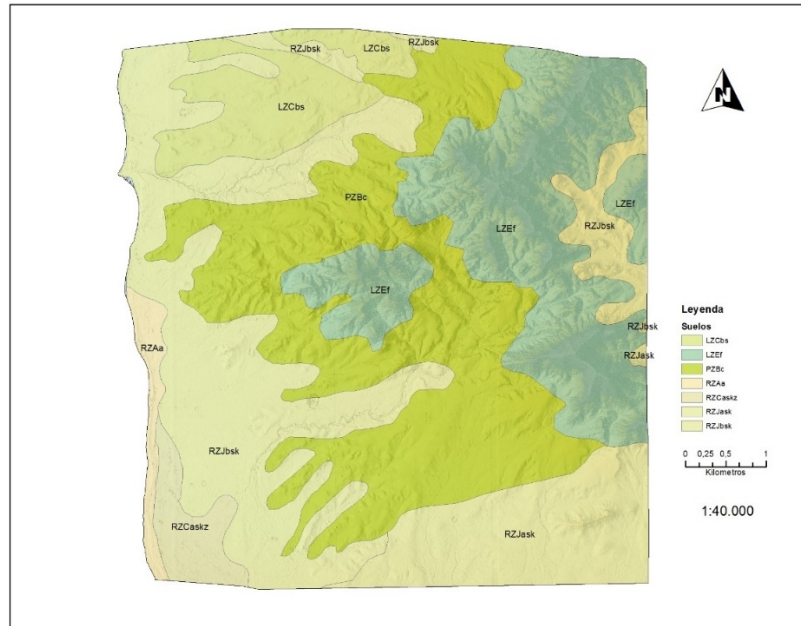 RZJbsk
LZCbs
RZJbsk
LZCbs
PZBc
LZEf
RZJbsk
LZEf
LZEf
RZAa
RZJbsk
RZJask
RZJbsk
RZCaskz
RZJask
N
Leyenda
Suelos
LZCbs
LZEf
PZBc
RZAa
RZCaskz
RZJask
RZJbsk
0 0,25 0,5 1
Kilometros
1:40.000